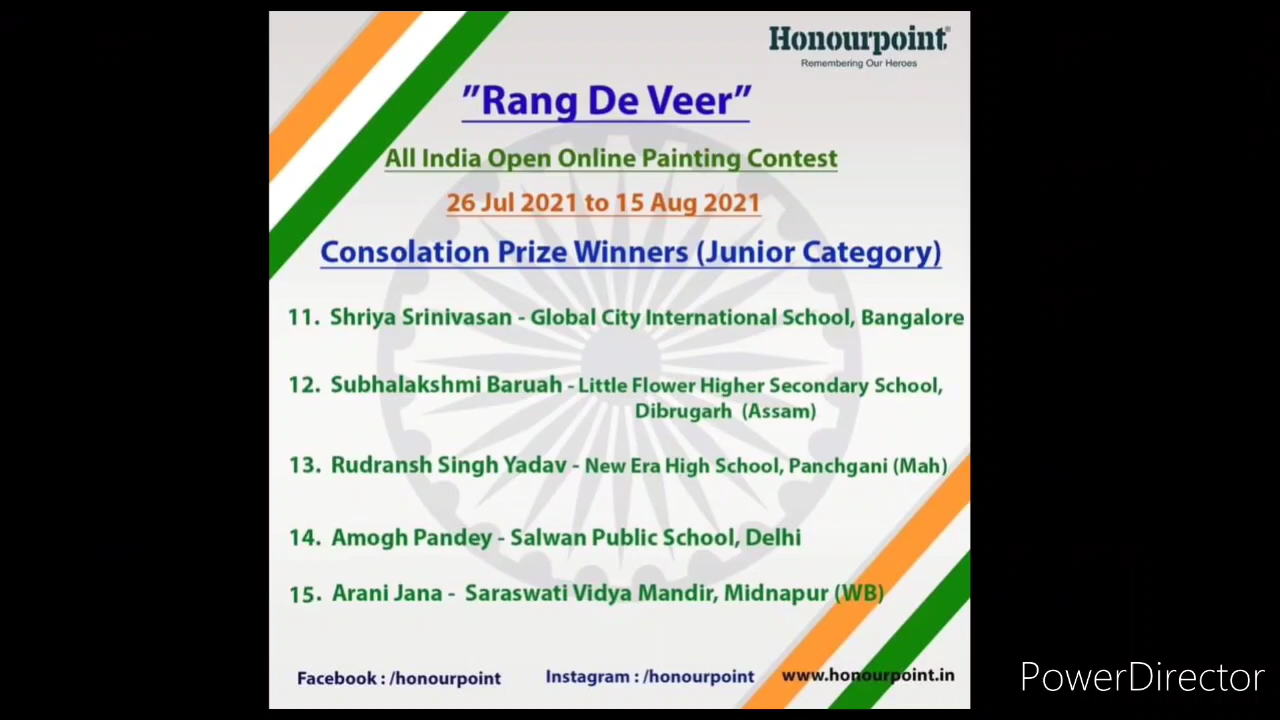 Honourpoint®
Remembering Our Heroes
”Rang De Veer”
All India Open Online Painting Contest
26 Jul 2021 to 15 Aug 2021
Consolation Prize Winners (Junior Category)
11. Shriya Srinivasan - Global City International School, Bangalore
12. Subhalakshmi Baruah - Little Flower Higher Secondary School,
Dibrugarh (Assam)
13. Rudransh Singh Yadav - New Era High School, Panchgani (Mah)
14. Amogh Pandey - Salwan Public School, Delhi
15. Arani Jana - Saraswati Vidya Mandir, Midnapur (WB)
Facebook : /honourpoint Instagram : /honourpoint www.honourpoint.in
PowerDirector